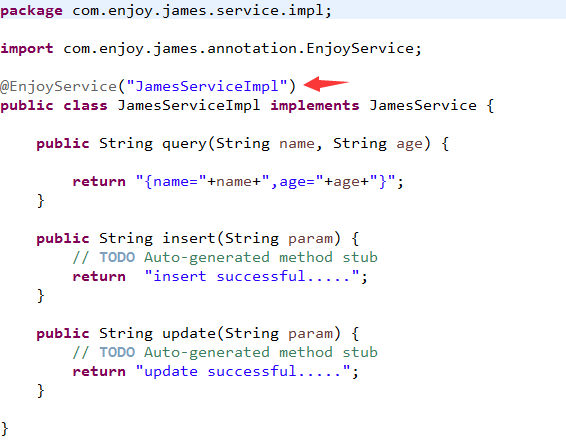 package com.enjoy.james.service.impl;
import com.enjoy.james.annotation.EnjoyService;
@EnjoyService("JamesServiceImpl")
public class JamesServiceImpl implements JamesService {
public String query(String name, String age) {
return "{name="+name+",age="+age+"}";
}
public String insert(String param) {
// TODO Auto-generated method stub
return  "insert successful.....";
}
public String update(String param) {
// TODO Auto-generated method stub
return "update successful.....";
}
}